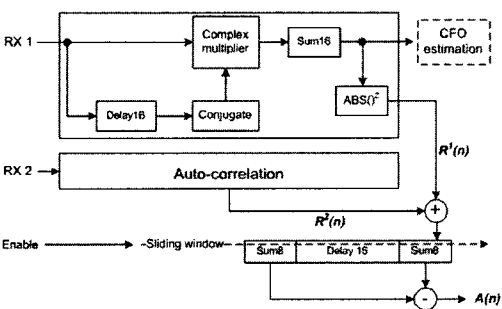 RX 1
Complex
multiplier
Sum16
CFO
estimation
Delay16
Conjugate
ABS()²
R¹(n)
RX 2
Auto-correlation
R²(n)
+
Enable
Sliding window
Sum8
Delay 16
Sum8
-
A(n)